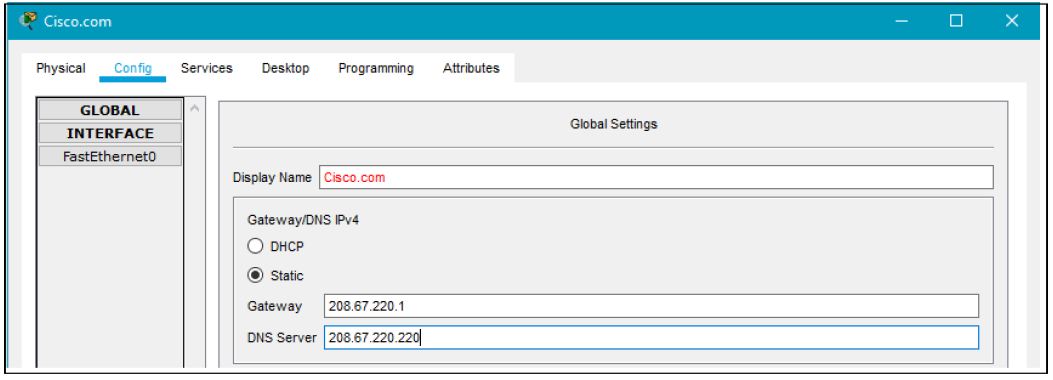 Cisco.com
Physical Config Services Desktop Programming Attributes
GLOBAL
INTERFACE
FastEthernet0
Global Settings
Display Name Cisco.com
Gateway/DNS IPv4
DHCP
Static
Gateway 208.67.220.1
DNS Server 208.67.220.220